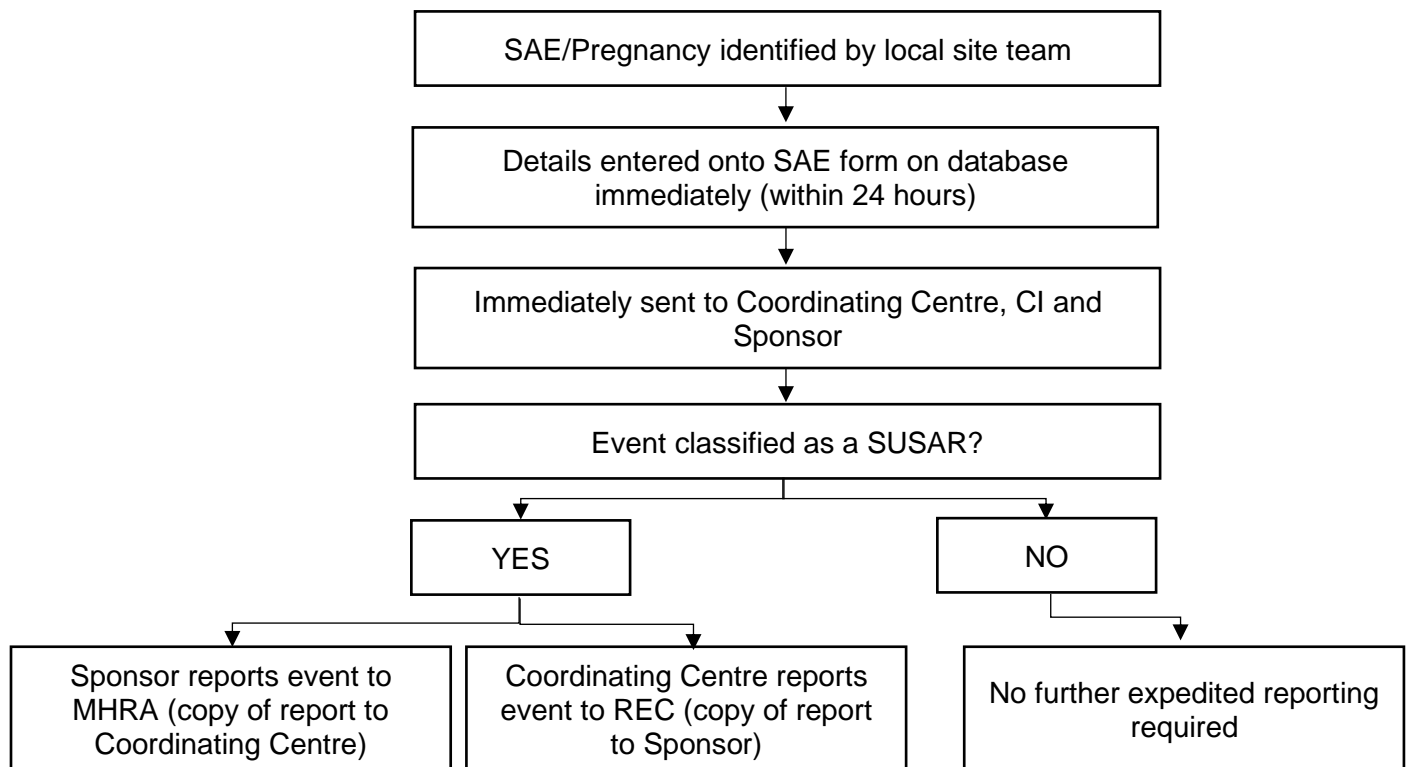 SAE/Pregnancy identified by local site team
Details entered onto SAE form on database
immediately (within 24 hours)
Immediately sent to Coordinating Centre, CI and
Sponsor
Event classified as a SUSAR?
YES
NO
Sponsor reports event to
MHRA (copy of report to
Coordinating Centre)
Coordinating Centre reports
event to REC (copy of report
to Sponsor)
No further expedited reporting
required